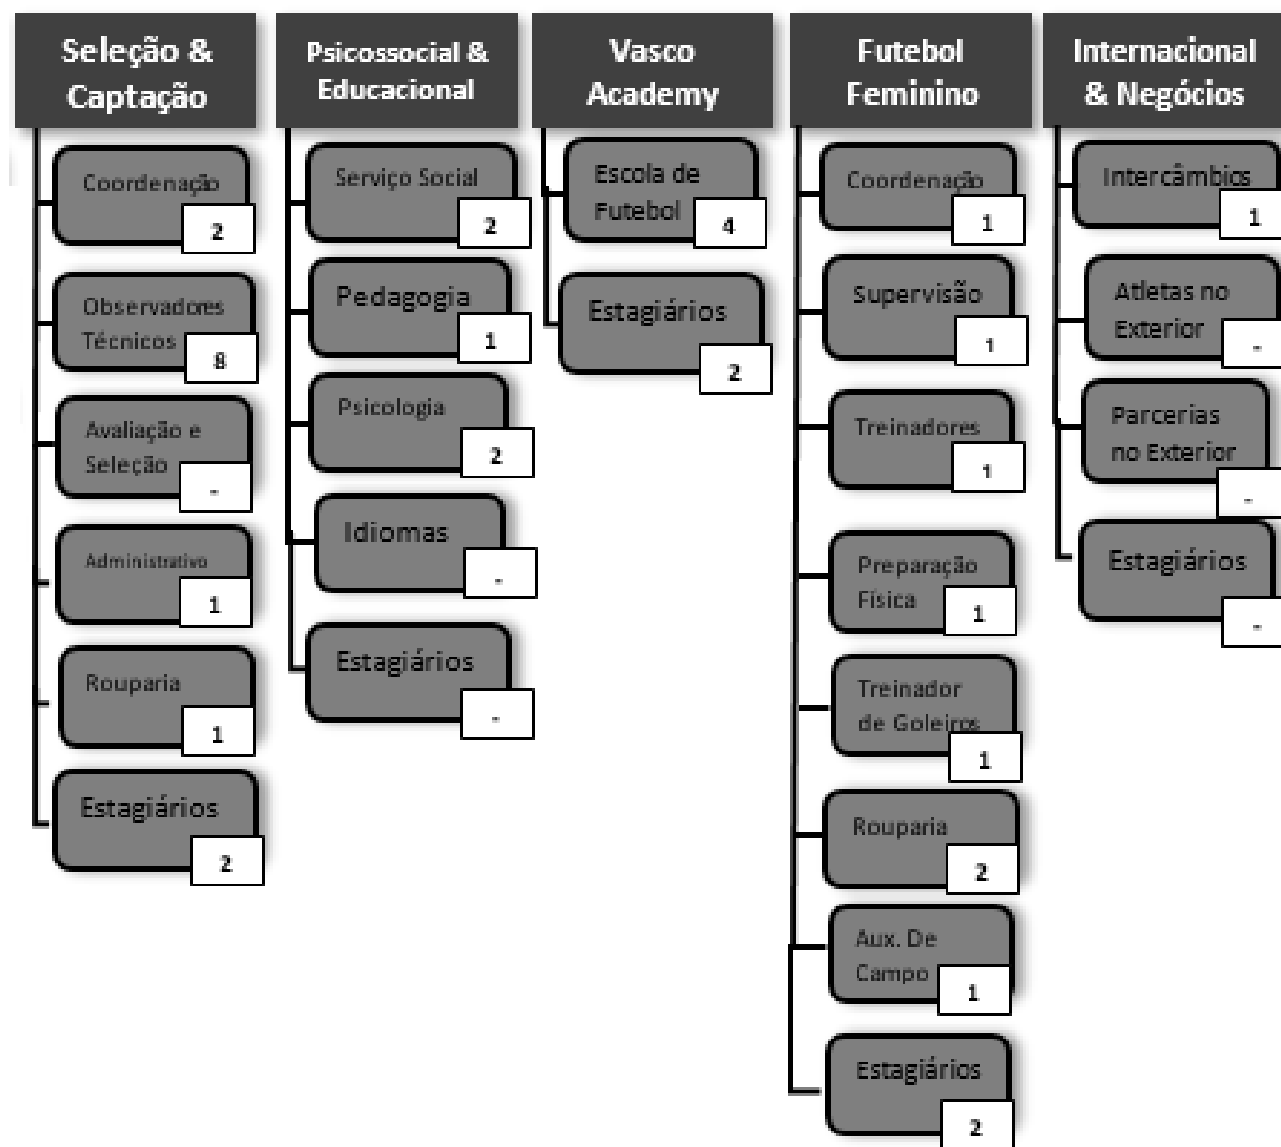 Seleção &
Captação
Coordenação
2
Observadores
Técnicos
8
Avaliação e
Seleção
-
Administrativo
1
Rouparia
1
Estagiários
2
Psicossocial &
Educacional
Serviço Social
2
Pedagogia
1
Psicologia
2
Idiomas
-
Estagiários
-
Vasco
Academy
Escola de
Futebol
4
Estagiários
2
Futebol
Feminino
Coordenação
1
Supervisão
1
Treinadores
1
Preparação
Física
1
Treinador
de Goleiros
1
Rouparia
2
Aux. De
Campo
1
Estagiários
2
Internacional
& Negócios
Intercâmbios
1
Atletas no
Exterior
-
Parcerias
no Exterior
-
Estagiários
-